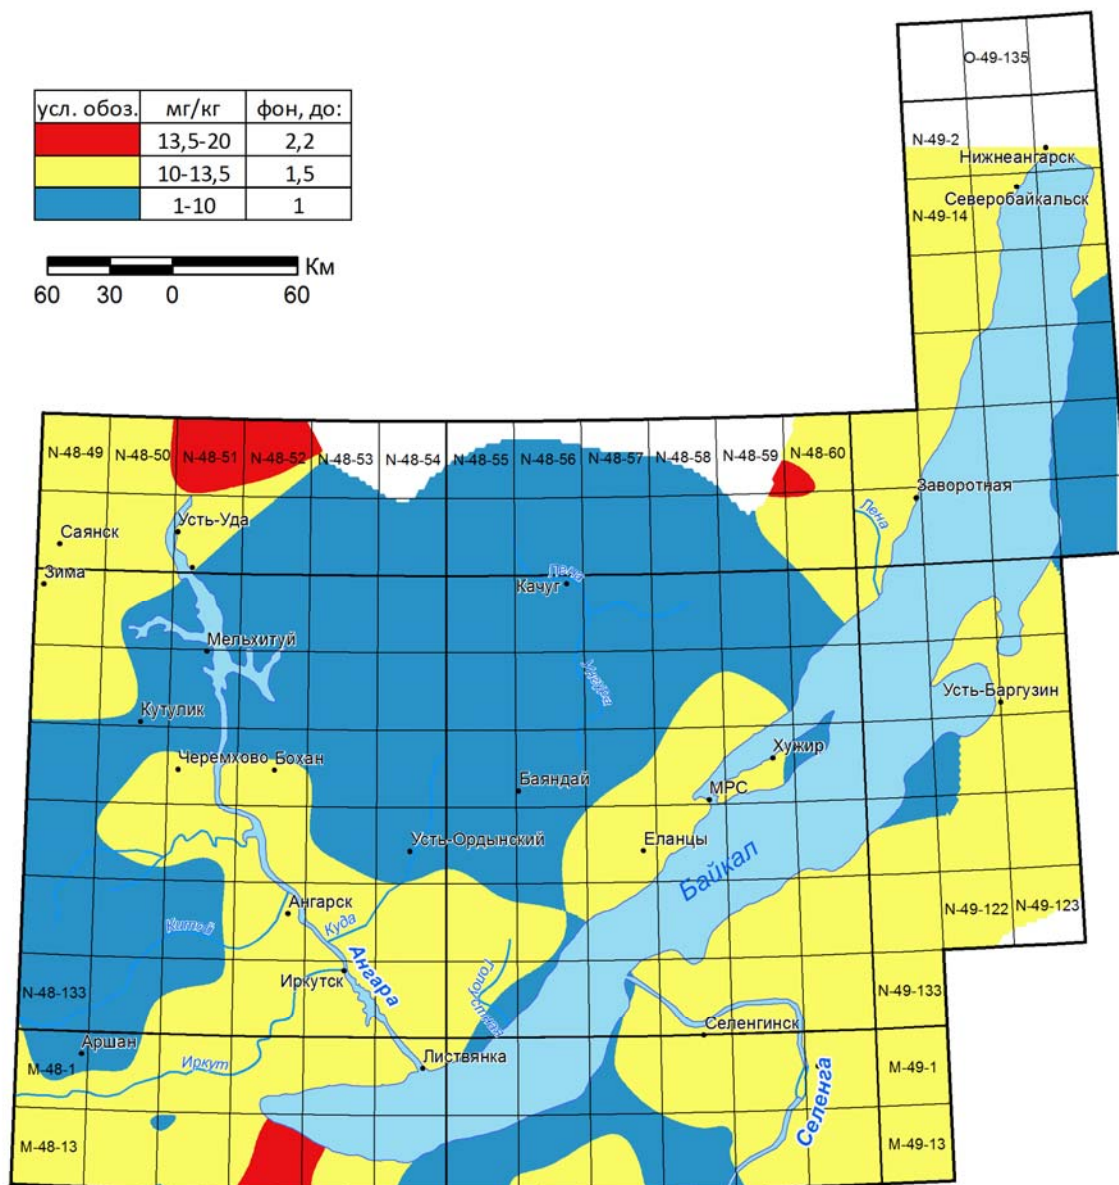 усл. обоз. мг/кг фон, до:
13,5-20 2,2
10-13,5 1,5
1-10 1
Км
60 30 0 60
O-49-135
N-49-2
Нижнеангарск
Северобайкальск
N-49-14
N-48-49 N-48-50 N-48-51 N-48-52 N-48-53 N-48-54 N-48-55 N-48-56 N-48-57 N-48-58 N-48-59 N-48-60
Заворотная
Лена
Усть-Уда
Саянск
Зима
Лена
Качуг
Мельхитуй
Усть-Баргузин
Кутулик
Хужир
Черемхово
Бохан
Баяндай
МРС
Усть-Ордынский
Еланцы
Байкал
Ангарск
N-49-122 N-49-123
Китой
Куда
Ангара
Голоустная
Иркутск
N-48-133
N-49-133
Селенгинск
Аршан
M-48-1
Иркут
Листвянка
M-49-1
Селенга
M-48-13
M-49-13